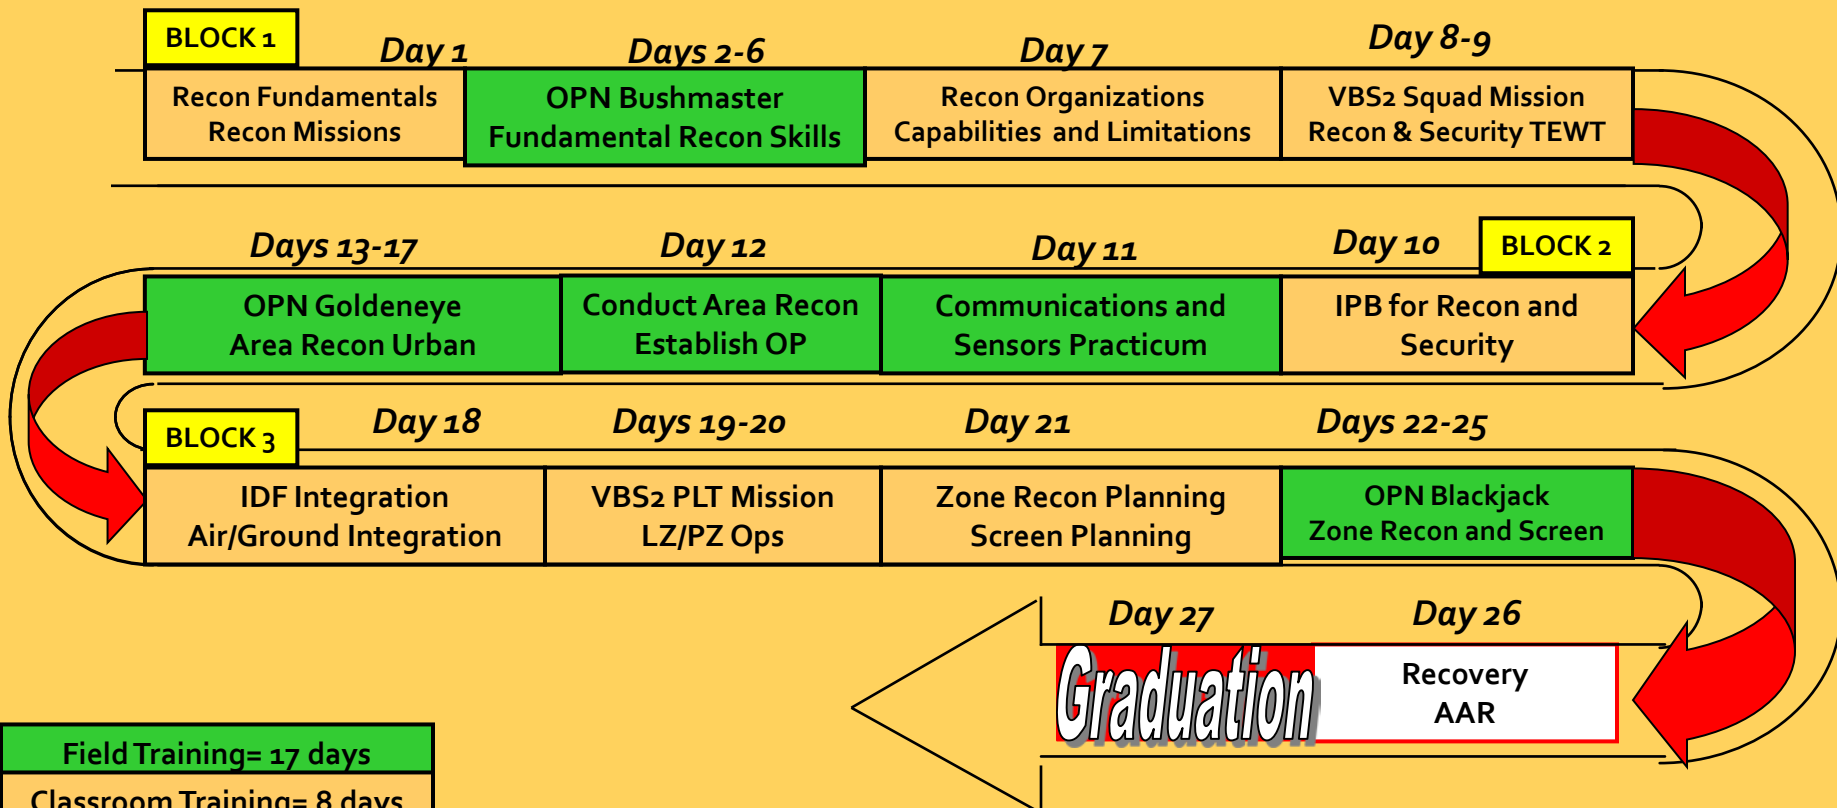 BLOCK 1
Day 1
Days 2-6
Day 7
Day 8-9
Recon Fundamentals
Recon Missions
OPN Bushmaster
Fundamental Recon Skills
Recon Organizations
Capabilities and Limitations
VBS2 Squad Mission
Recon & Security TEWT
Days 13-17
Day 12
Day 11
Day 10
BLOCK 2
OPN Goldeneye
Area Recon Urban
Conduct Area Recon
Establish OP
Communications and
Sensors Practicum
IPB for Recon and
Security
BLOCK 3
Day 18
Days 19-20
Day 21
Days 22-25
IDF Integration
Air/Ground Integration
VBS2 PLT Mission
LZ/PZ Ops
Zone Recon Planning
Screen Planning
OPN Blackjack
Zone Recon and Screen
Day 27
Day 26
Graduation
Recovery
AAR
Field Training= 17 days
Classroom Training= 8 days